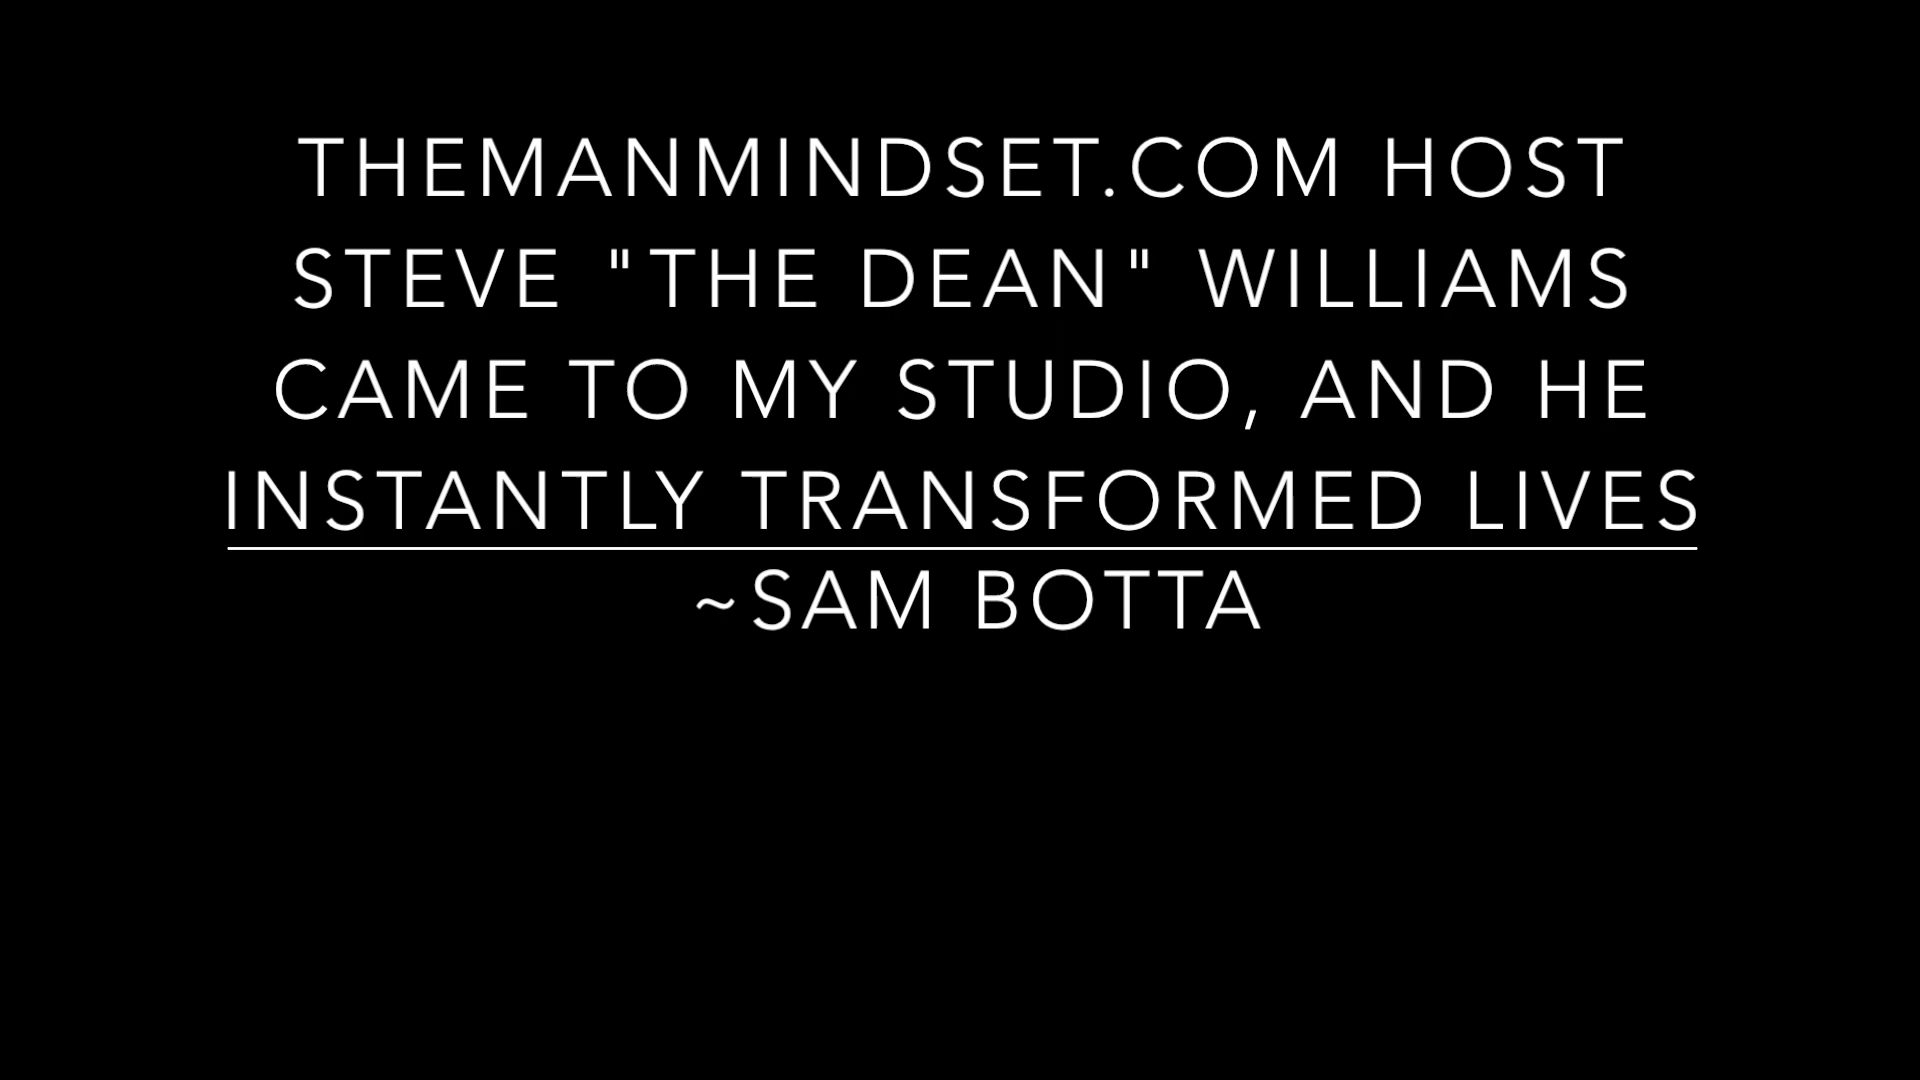 THEMANMINDSET.COM HOST
STEVE "THE DEAN" WILLIAMS
CAME TO MY STUDIO, AND HE
INSTANTLY TRANSFORMED LIVES
~SAM BOTTA